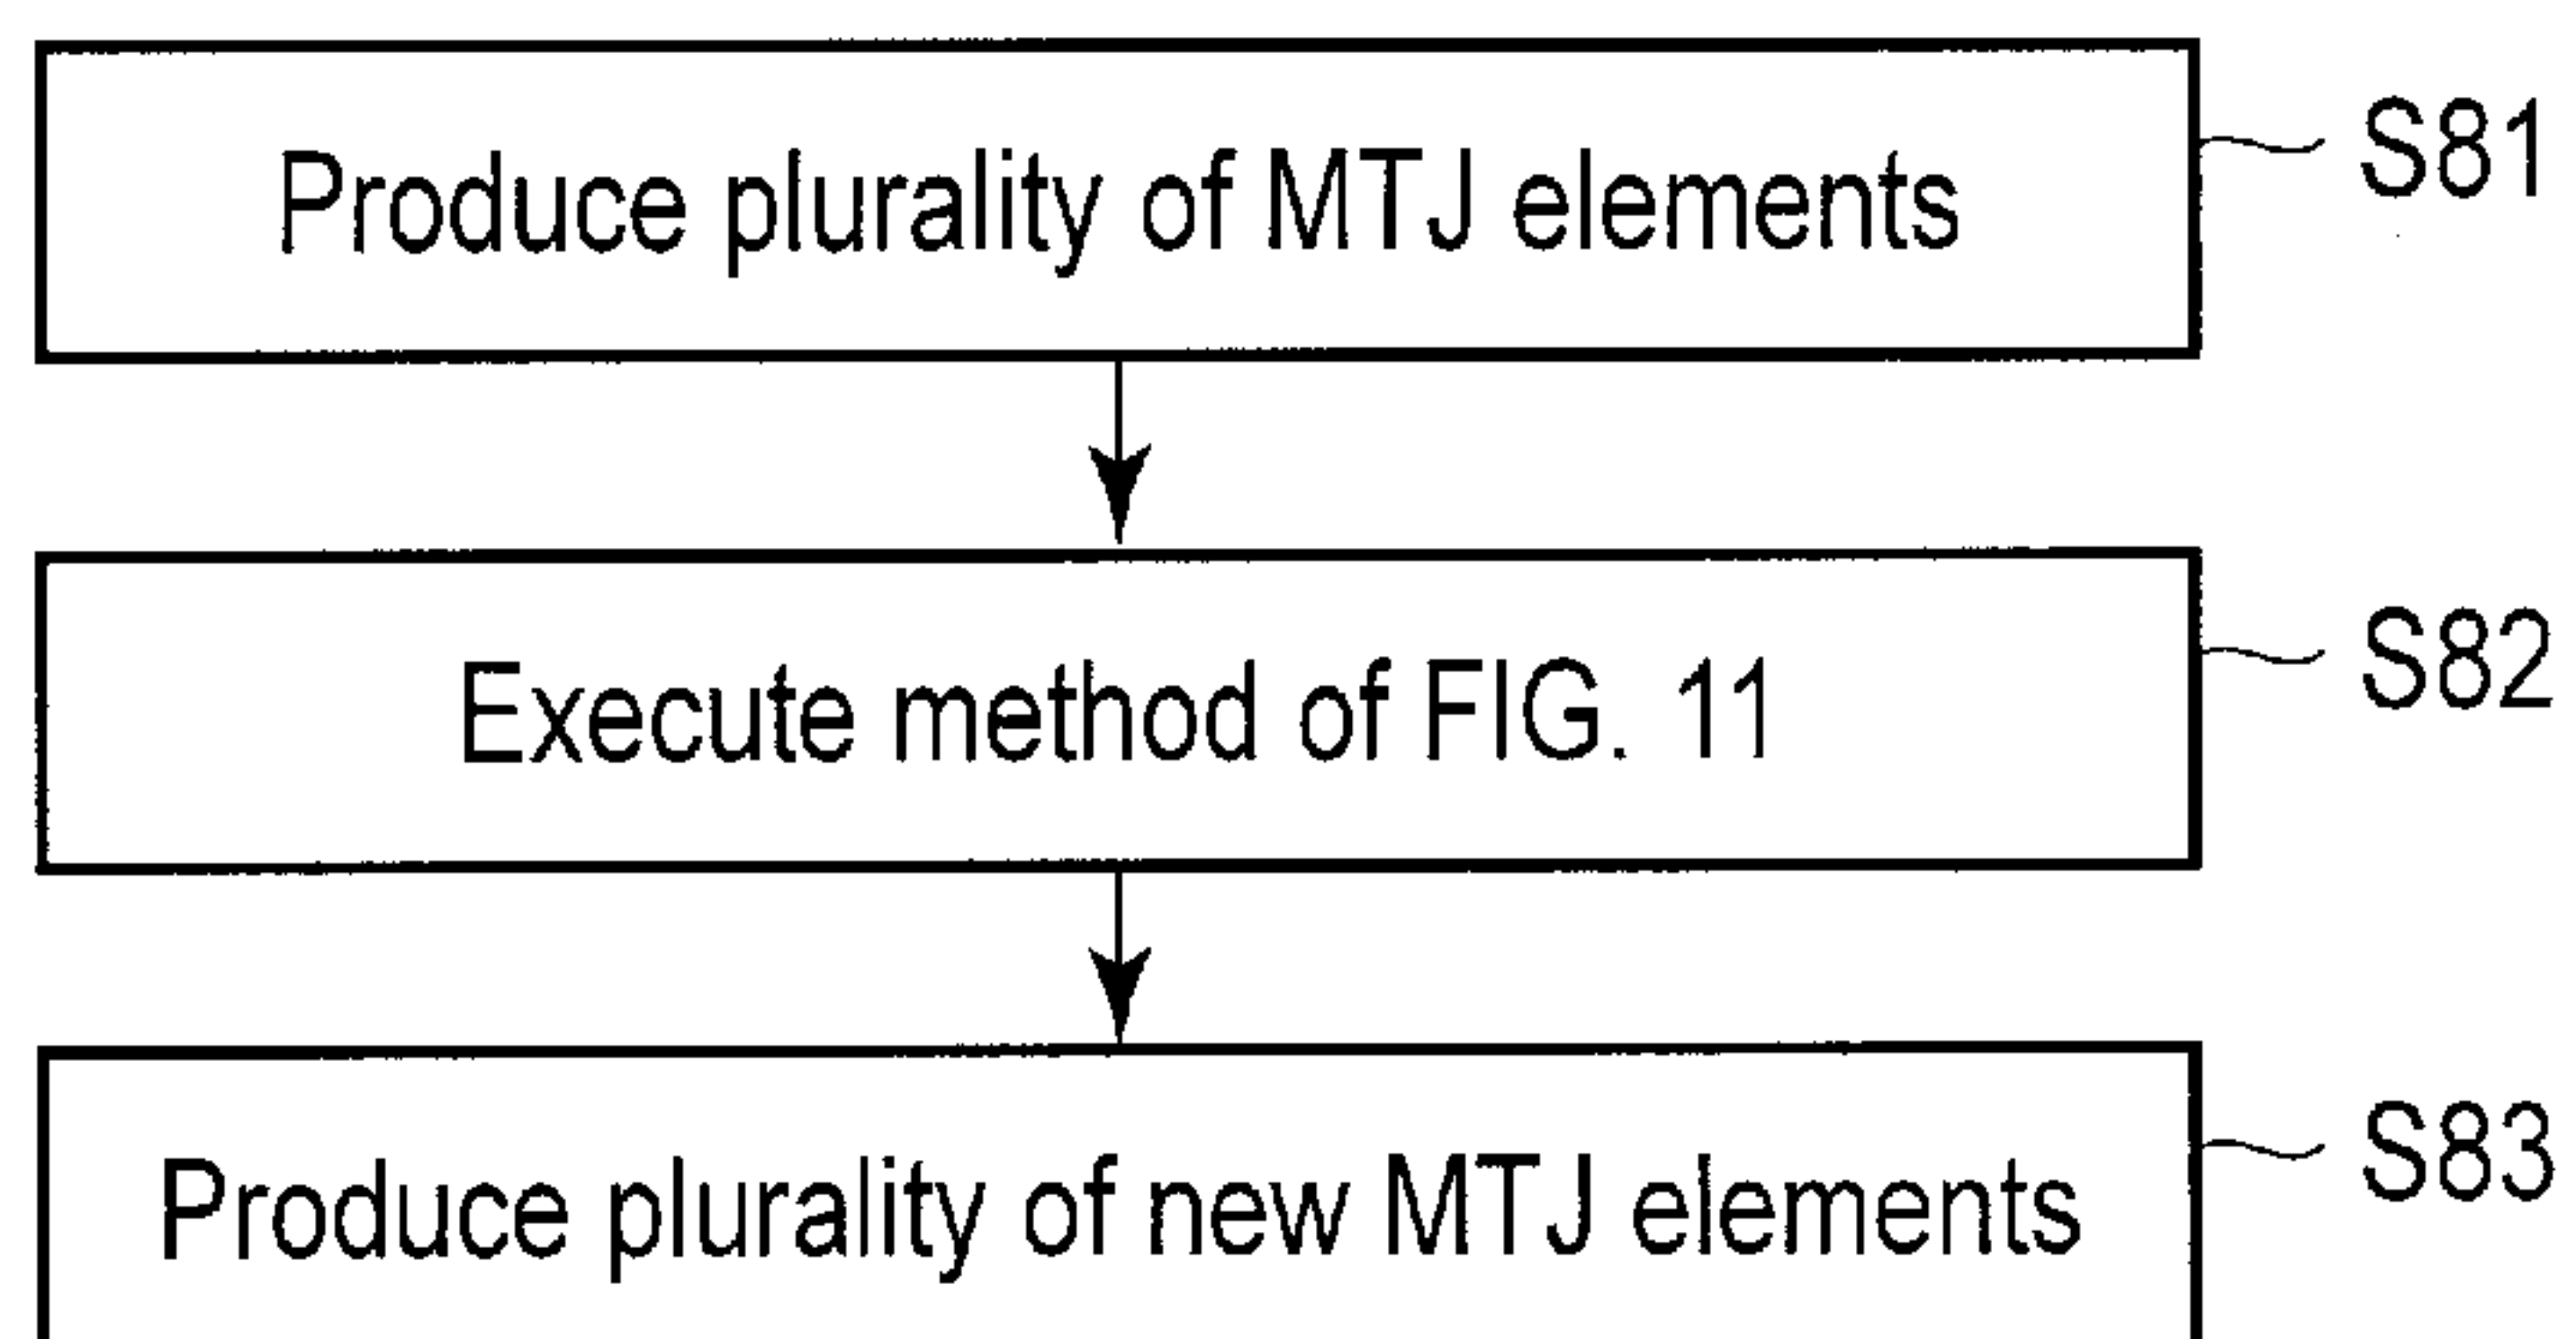 Produce plurality of MTJ elements
S81
Execute method of FIG. 11
S82
Produce plurality of new MTJ elements
S83